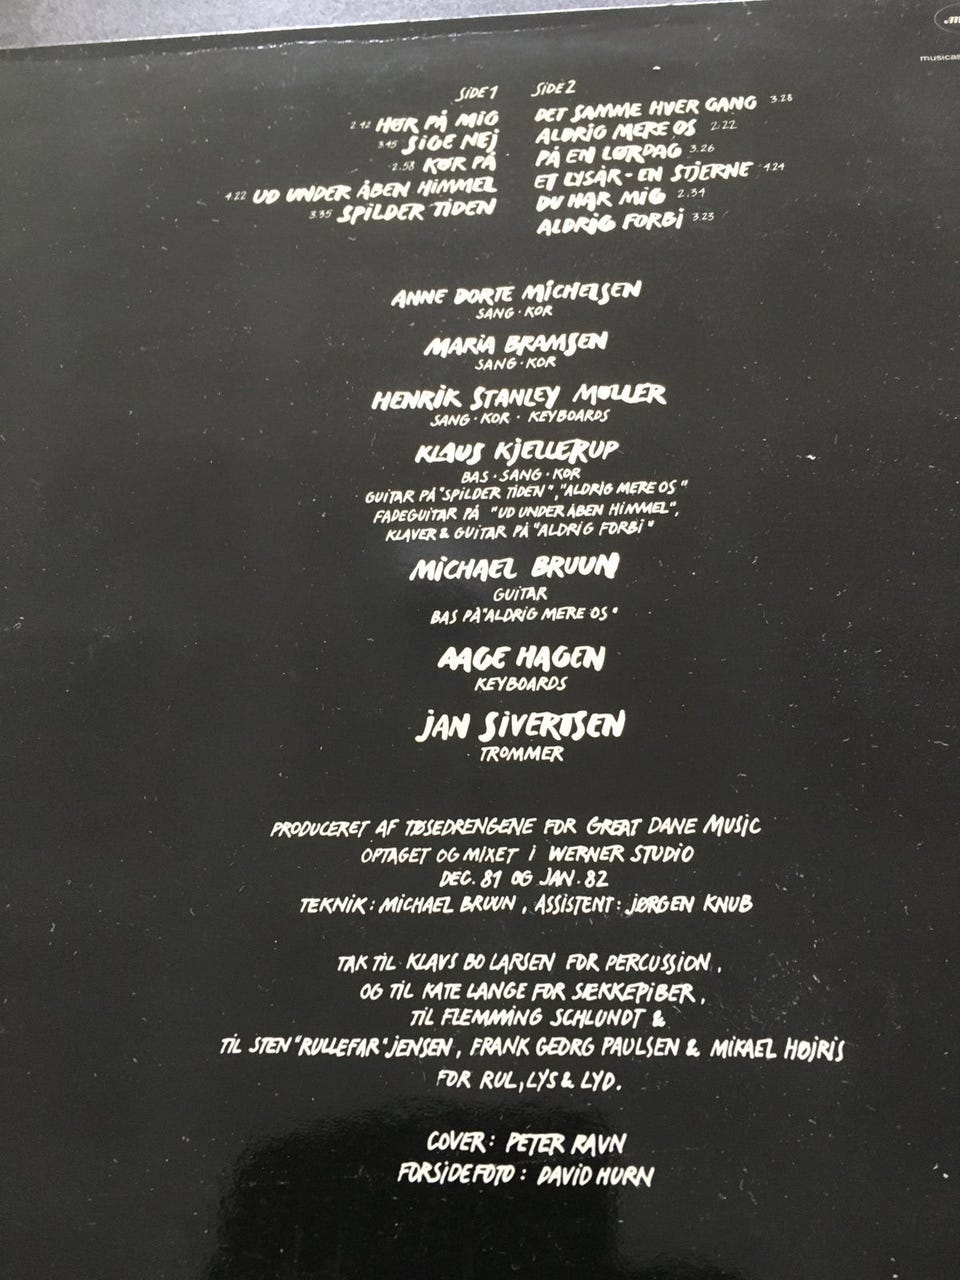 SIDE 1
2.42 HØR PÅ MIG
3.45 SIGE NEJ
2.58 KØR PÅ
4.22 UD UNDER ÅBEN HIMMEL
3.35 SPILDER TIDEN
SIDE 2
DET SAMME HVER GANG 3.28
ALDRIG MERE OS 2.22
PÅ EN LØRDAG 3.26
ET LYSÅR - EN STJERNE 4.24
DU HAR MIG 2.34
ALDRIG FORBI 3.23
ANNE DORTE MICHELSEN
SANG · KOR
MARIA BRAMSEN
SANG · KOR
HENRIK STANLEY MØLLER
SANG · KOR · KEYBOARDS
KLAUS KJELLERUP
BAS · SANG · KOR
GUITAR PÅ "SPILDER TIDEN", "ALDRIG MERE OS"
FADEGUITAR PÅ "UD UNDER ÅBEN HIMMEL",
KLAVER & GUITAR PÅ "ALDRIG FORBI"
MICHAEL BRUUN
GUITAR
BAS PÅ "ALDRIG MERE OS"
AAGE HAGEN
KEYBOARDS
JAN SIVERTSEN
TROMMER
PRODUCERET AF TØSEDRENGENE FOR GREAT DANE MUSIC
OPTAGET OG MIXET I WERNER STUDIO
DEC. 81 OG JAN. 82
TEKNIK: MICHAEL BRUUN, ASSISTENT: JØRGEN KNUB
TAK TIL KLAVS BO LARSEN FOR PERCUSSION,
OG TIL KATE LANGE FOR SÆKKEPIBER,
TIL FLEMMING SCHLUNDT &
TIL STEN "RULLEFAR" JENSEN, FRANK GEORG PAULSEN & MIKAEL HØJRIS
FOR RUL, LYS & LYD.
COVER: PETER RAVN
FORSIDEFOTO: DAVID HURN